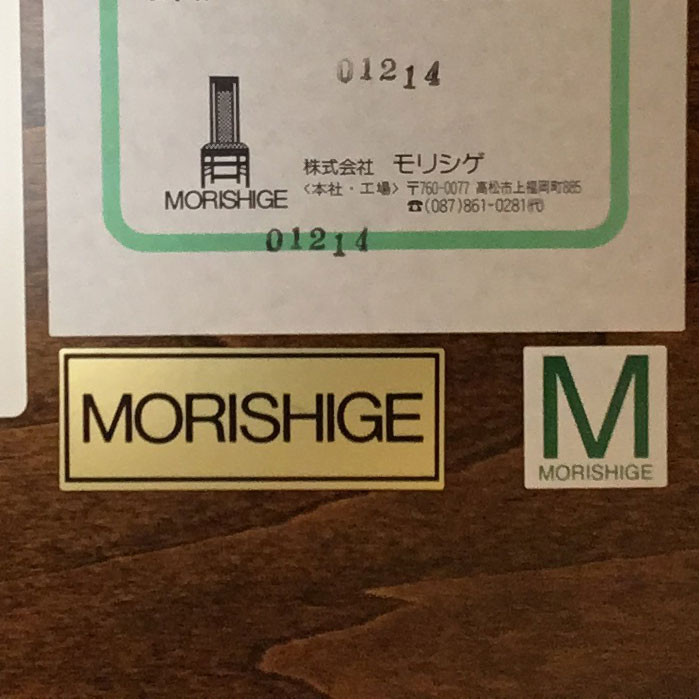 01214
株式会社 モリシゲ
MORISHIGE
〈本社・工場〉〒760-0077 高松市上福岡町885
☎(087)861-0281㈹
01214
MORISHIGE
M
MORISHIGE